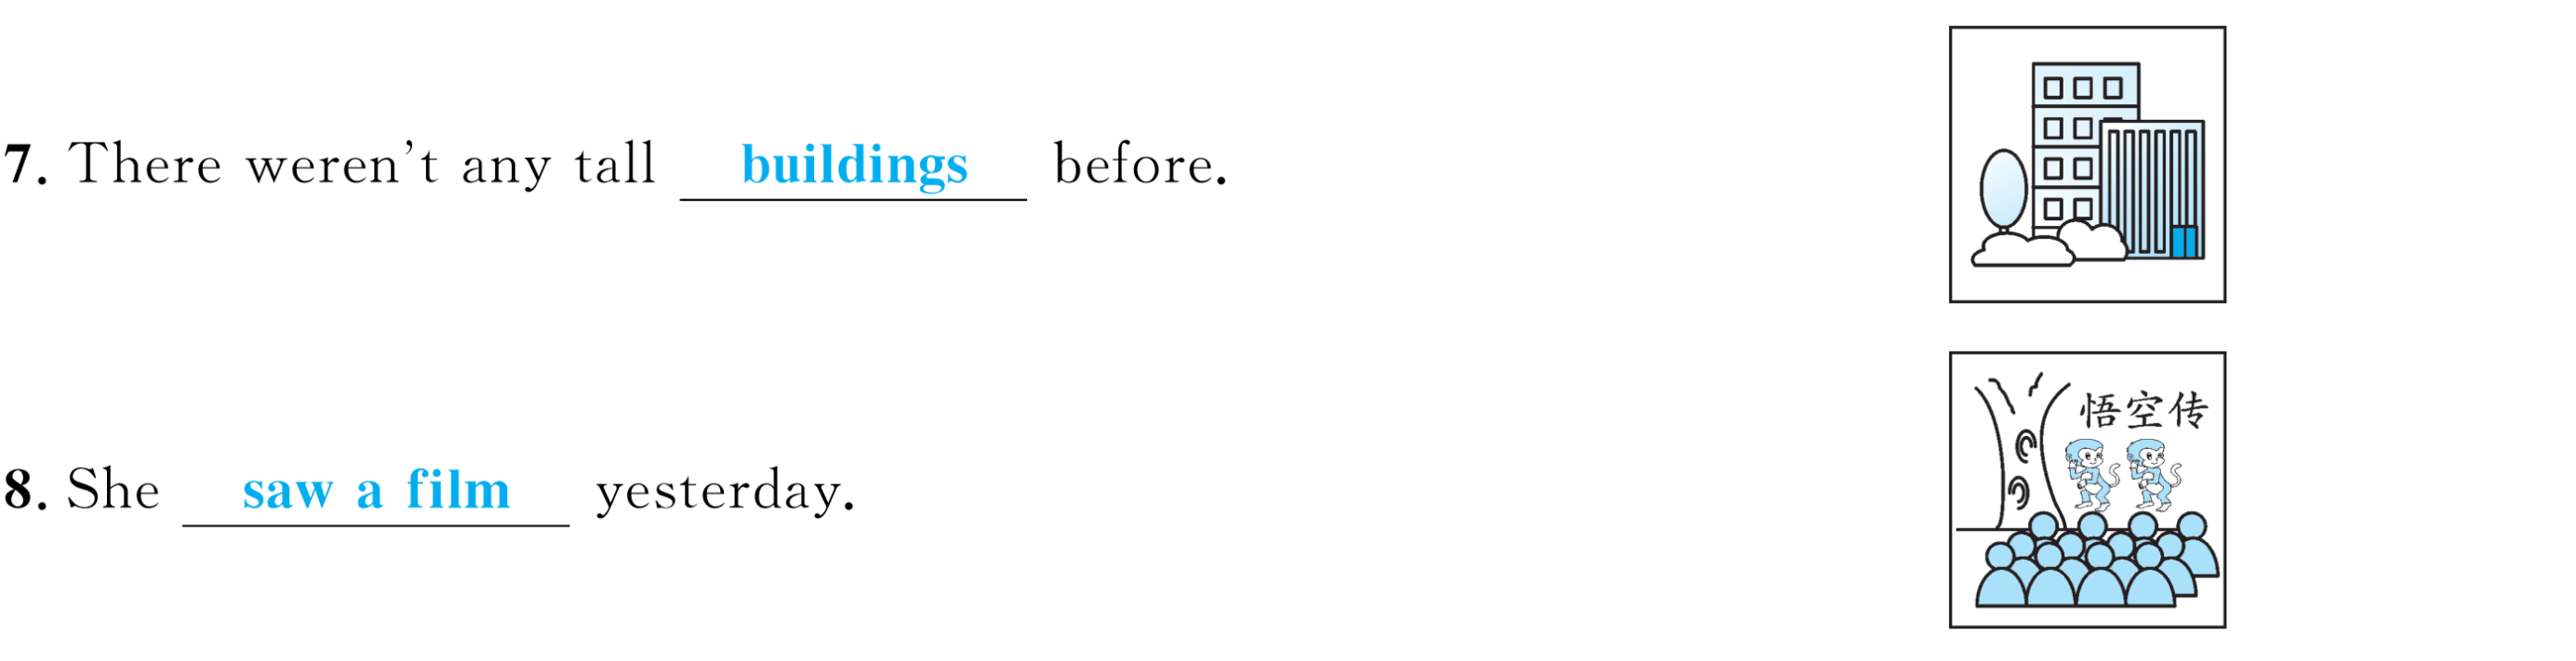 7. There weren't any tall buildings before.
悟空传
8. She saw a film yesterday.